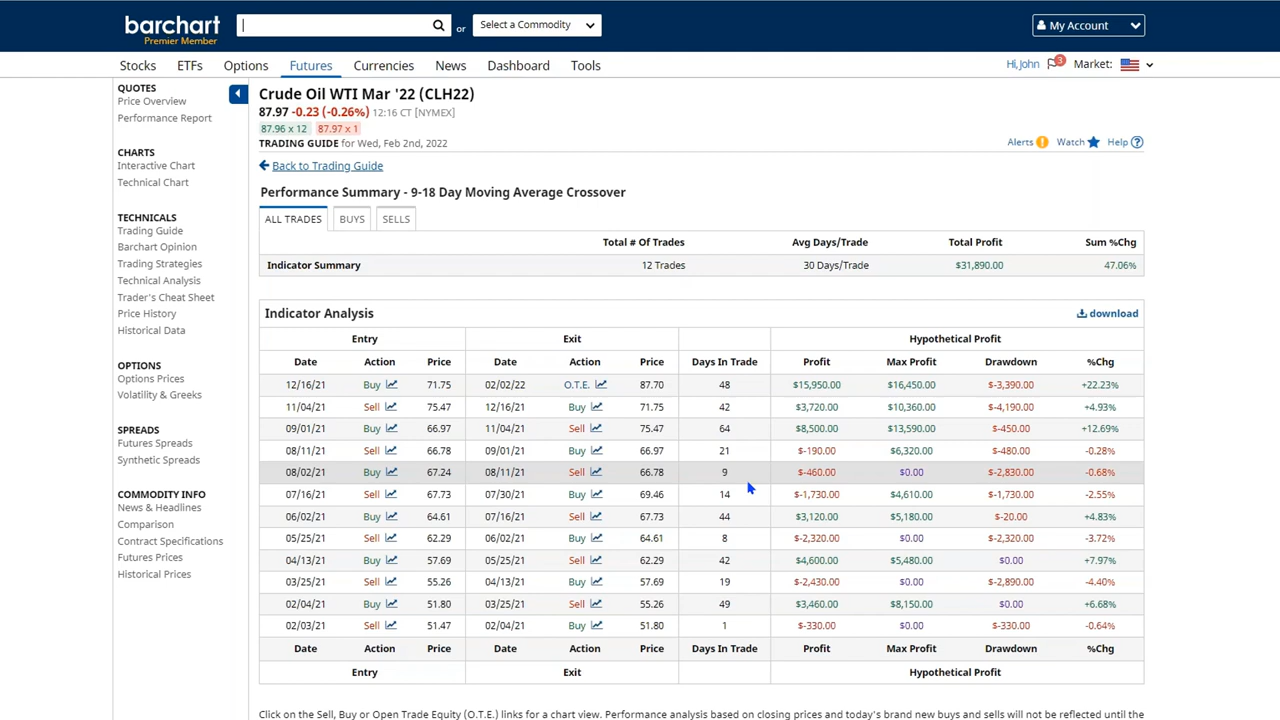 barchart
Premier Member
or
Select a Commodity
My Account
Stocks ETFs Options Futures Currencies News Dashboard Tools
Hi, John 3 Market:
QUOTES
Price Overview
Performance Report
CHARTS
Interactive Chart
Technical Chart
TECHNICALS
Trading Guide
Barchart Opinion
Trading Strategies
Technical Analysis
Trader's Cheat Sheet
Price History
Historical Data
OPTIONS
Options Prices
Volatility & Greeks
SPREADS
Futures Spreads
Synthetic Spreads
COMMODITY INFO
News & Headlines
Comparison
Contract Specifications
Futures Prices
Historical Prices
Crude Oil WTI Mar '22 (CLH22)
87.97 -0.23 (-0.26%) 12:16 CT [NYMEX]
87.96 x 12 87.97 x 1
TRADING GUIDE for Wed, Feb 2nd, 2022
Alerts Watch Help
Back to Trading Guide
Performance Summary - 9-18 Day Moving Average Crossover
ALL TRADES BUYS SELLS
Total # Of Trades Avg Days/Trade Total Profit Sum %Chg
Indicator Summary 12 Trades 30 Days/Trade $31,890.00 47.06%
Indicator Analysis download
Entry Exit Hypothetical Profit
Date Action Price Date Action Price Days In Trade Profit Max Profit Drawdown %Chg
12/16/21 Buy 71.75 02/02/22 O.T.E. 87.70 48 $15,950.00 $16,450.00 $-3,390.00 +22.23%
11/04/21 Sell 75.47 12/16/21 Buy 71.75 42 $3,720.00 $10,360.00 $-4,190.00 +4.93%
09/01/21 Buy 66.97 11/04/21 Sell 75.47 64 $8,500.00 $13,590.00 $-450.00 +12.69%
08/11/21 Sell 66.78 09/01/21 Buy 66.97 21 $-190.00 $6,320.00 $-480.00 -0.28%
08/02/21 Buy 67.24 08/11/21 Sell 66.78 9 $-460.00 $0.00 $-2,830.00 -0.68%
07/16/21 Sell 67.73 07/30/21 Buy 69.46 14 $-1,730.00 $4,610.00 $-1,730.00 -2.55%
06/02/21 Buy 64.61 07/16/21 Sell 67.73 44 $3,120.00 $5,180.00 $-20.00 +4.83%
05/25/21 Sell 62.29 06/02/21 Buy 64.61 8 $-2,320.00 $0.00 $-2,320.00 -3.72%
04/13/21 Buy 57.69 05/25/21 Sell 62.29 42 $4,600.00 $5,480.00 $0.00 +7.97%
03/25/21 Sell 55.26 04/13/21 Buy 57.69 19 $-2,430.00 $0.00 $-2,890.00 -4.40%
02/04/21 Buy 51.80 03/25/21 Sell 55.26 49 $3,460.00 $8,150.00 $0.00 +6.68%
02/03/21 Sell 51.47 02/04/21 Buy 51.80 1 $-330.00 $0.00 $-330.00 -0.64%
Date Action Price Date Action Price Days In Trade Profit Max Profit Drawdown %Chg
Entry Exit Hypothetical Profit
Click on the Sell, Buy or Open Trade Equity (O.T.E.) links for a chart view. Performance analysis based on closing prices and today's brand new buys and sells will not be reflected until the